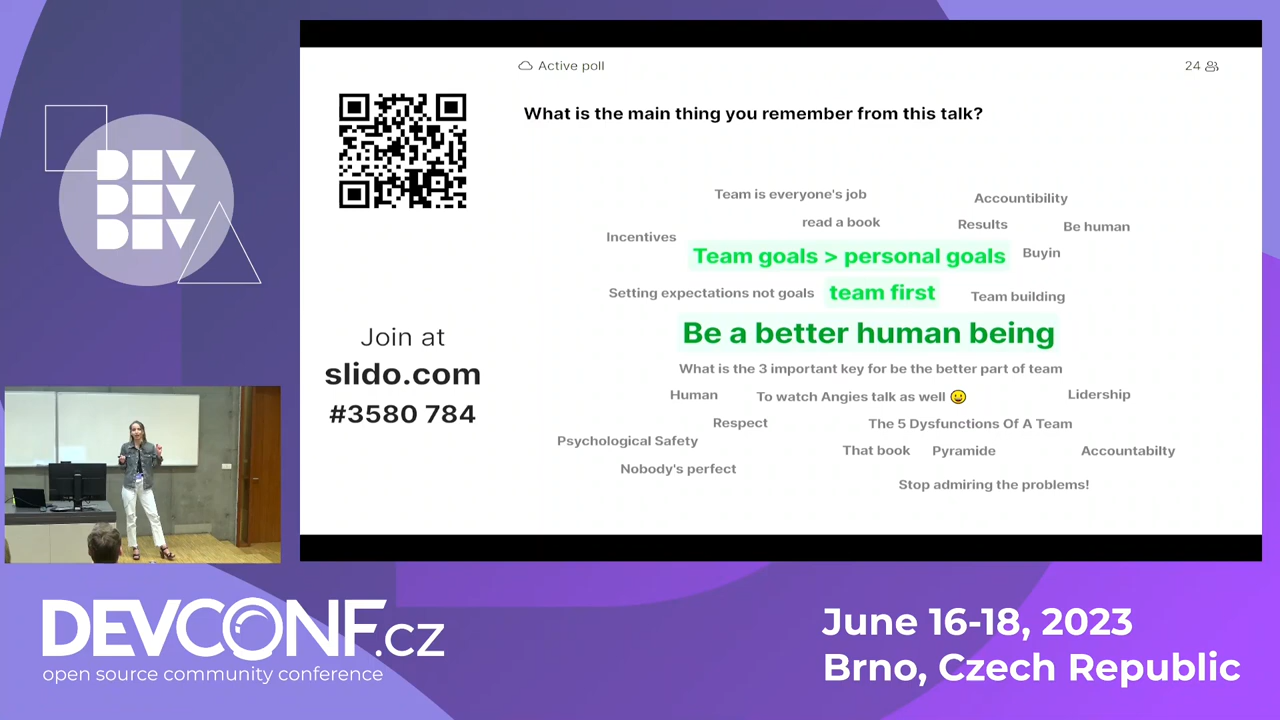 Active poll
24
What is the main thing you remember from this talk?
Team is everyone's job
Accountibility
read a book
Results
Be human
Incentives
Team goals > personal goals
Buyin
Setting expectations not goals
team first
Team building
Be a better human being
What is the 3 important key for be the better part of team
Human
To watch Angies talk as well 😀
Lidership
Respect
The 5 Dysfunctions Of A Team
Psychological Safety
That book
Pyramide
Accountabilty
Nobody's perfect
Stop admiring the problems!
Join at
slido.com
#3580 784
DEV
DEV
DEV
DEVCONF.cz
open source community conference
June 16-18, 2023
Brno, Czech Republic